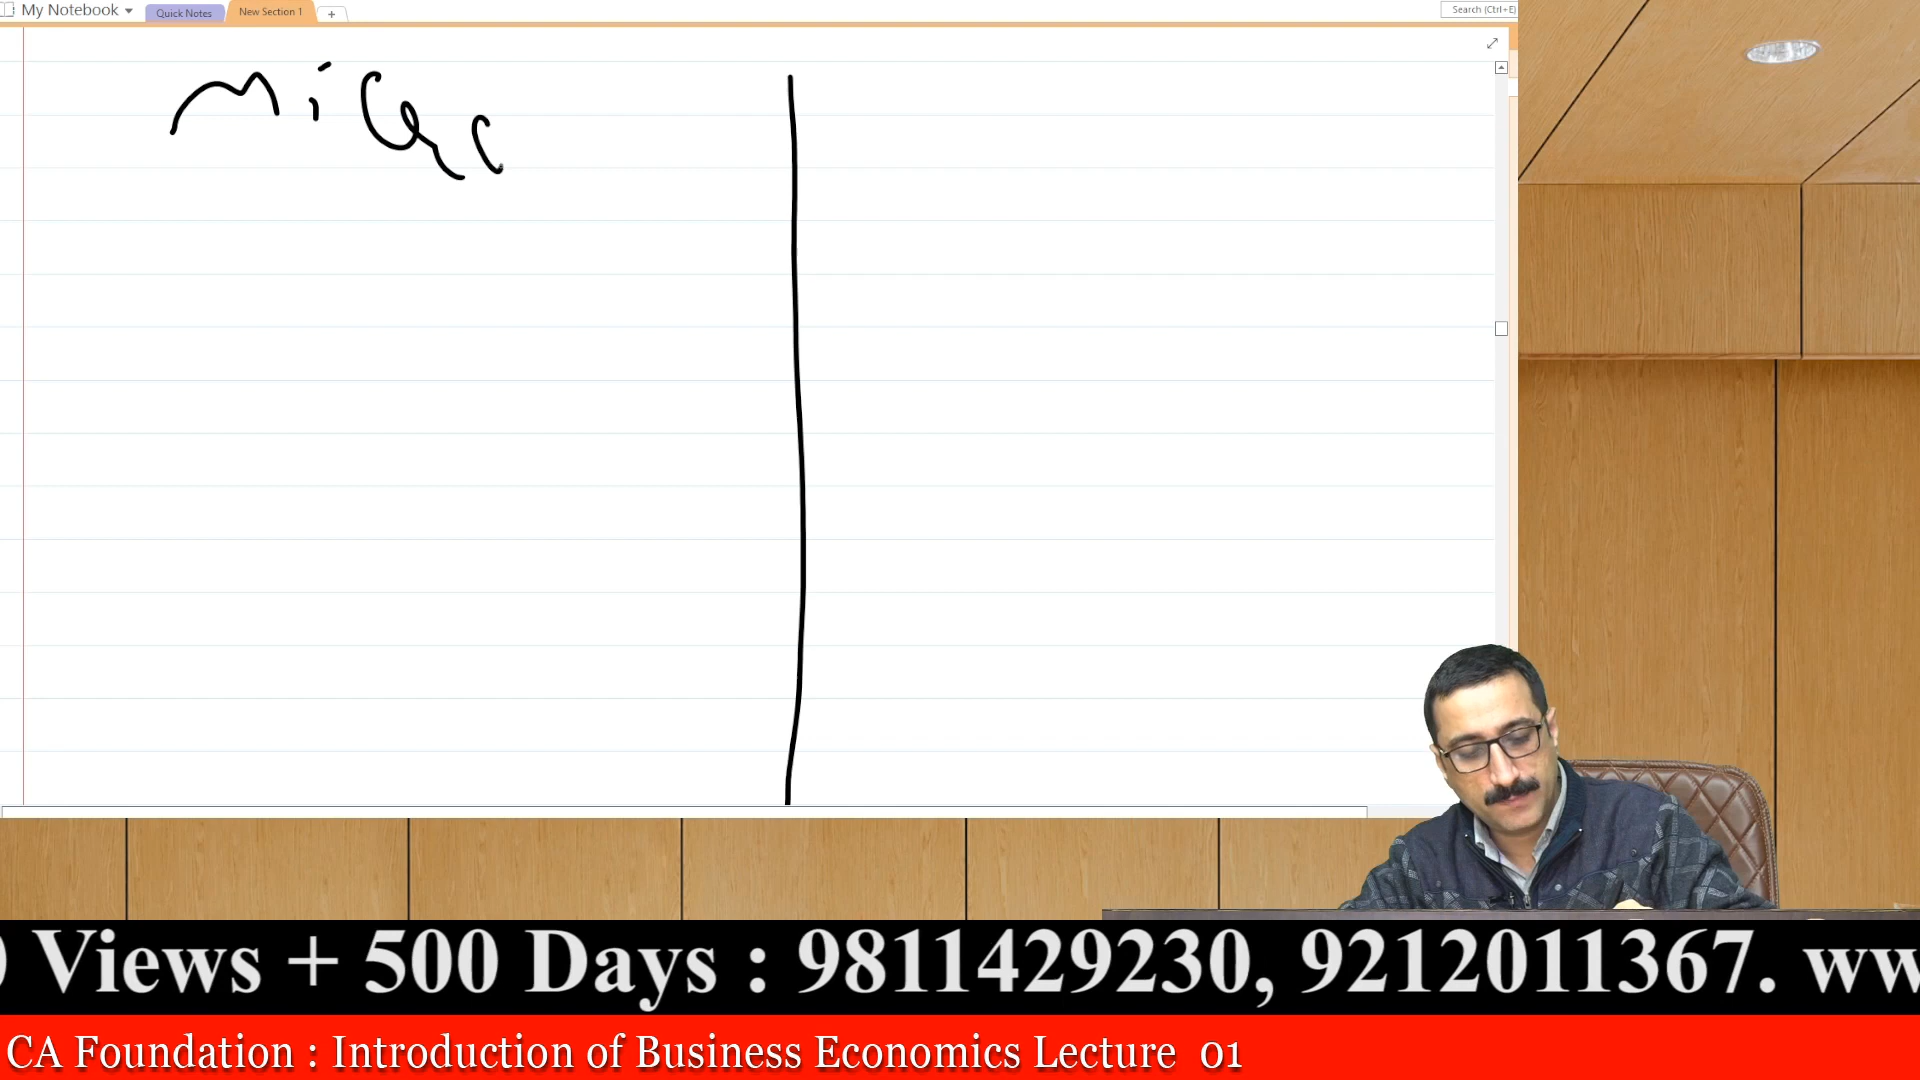 My Notebook
Quick Notes
New Section 1
+
Search (Ctrl+E)
Micro
Views + 500 Days : 9811429230, 9212011367. ww
CA Foundation : Introduction of Business Economics Lecture 01